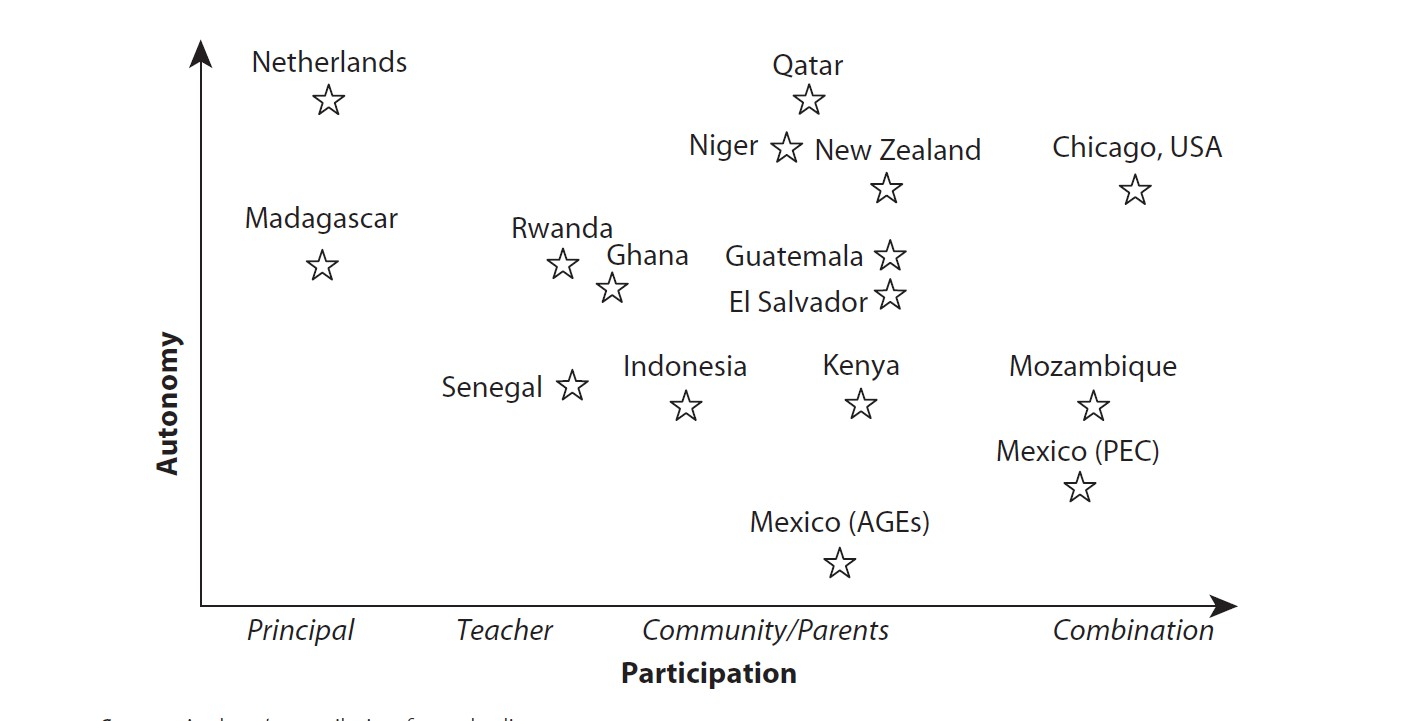 Netherlands
Qatar
Niger
New Zealand
Chicago, USA
Madagascar
Rwanda
Ghana
Guatemala
El Salvador
Senegal
Indonesia
Kenya
Mozambique
Mexico (PEC)
Mexico (AGEs)
Autonomy
Principal Teacher Community/Parents Combination
Participation